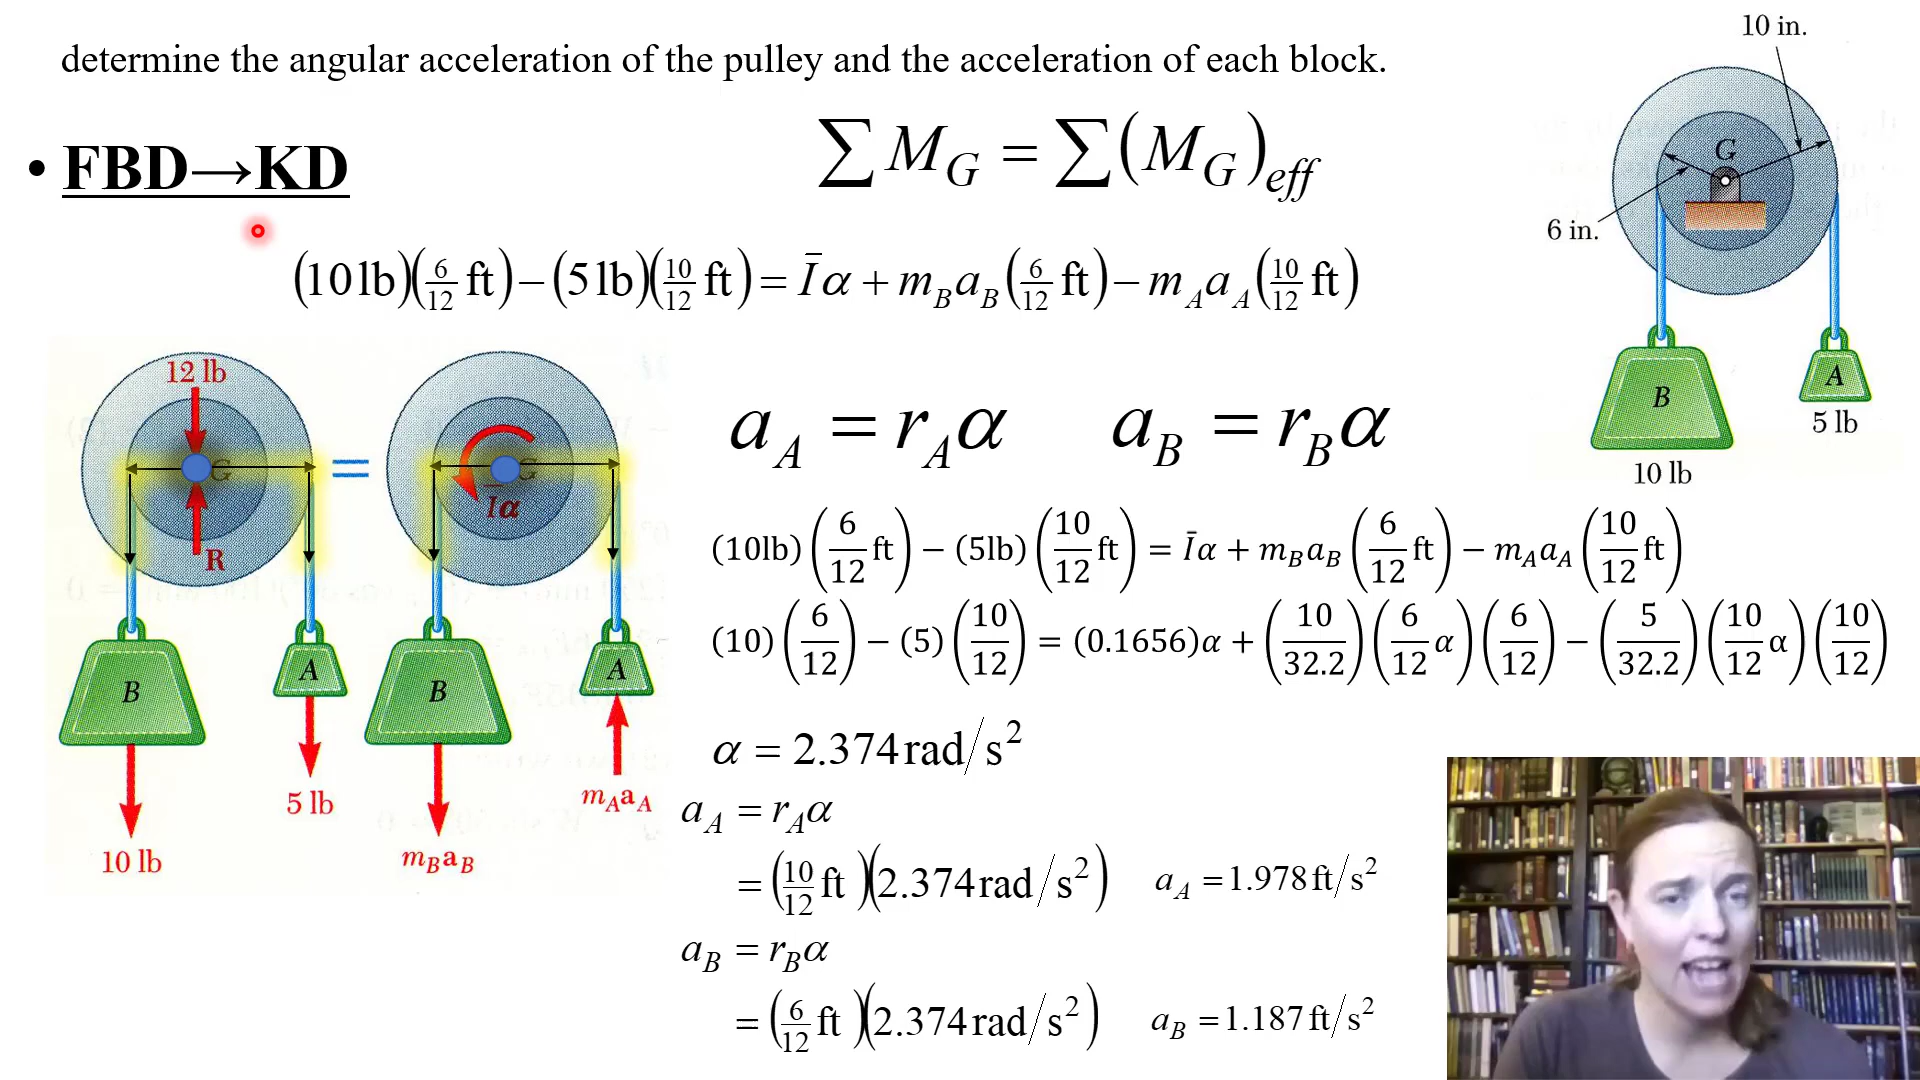 determine the angular acceleration of the pulley and the acceleration of each block.
• FBD→KD
∑ M_G = ∑ (M_G)_eff
(10 lb)(6/12 ft) − (5 lb)(10/12 ft) = Īα + m_B a_B (6/12 ft) − m_A a_A (10/12 ft)
10 in.
G
6 in.
B
A
5 lb
10 lb
12 lb
G
R
B
A
10 lb
5 lb
=
G
Īα
B
A
m_B a_B
m_A a_A
a_A = r_A α
a_B = r_B α
(10lb)(6/12 ft) − (5lb)(10/12 ft) = Īα + m_B a_B (6/12 ft) − m_A a_A (10/12 ft)
(10)(6/12) − (5)(10/12) = (0.1656)α + (10/32.2)(6/12 α)(6/12) − (5/32.2)(10/12 α)(10/12)
α = 2.374 rad/s²
a_A = r_A α
= (10/12 ft)(2.374 rad/s²)
a_A = 1.978 ft/s²
a_B = r_B α
= (6/12 ft)(2.374 rad/s²)
a_B = 1.187 ft/s²